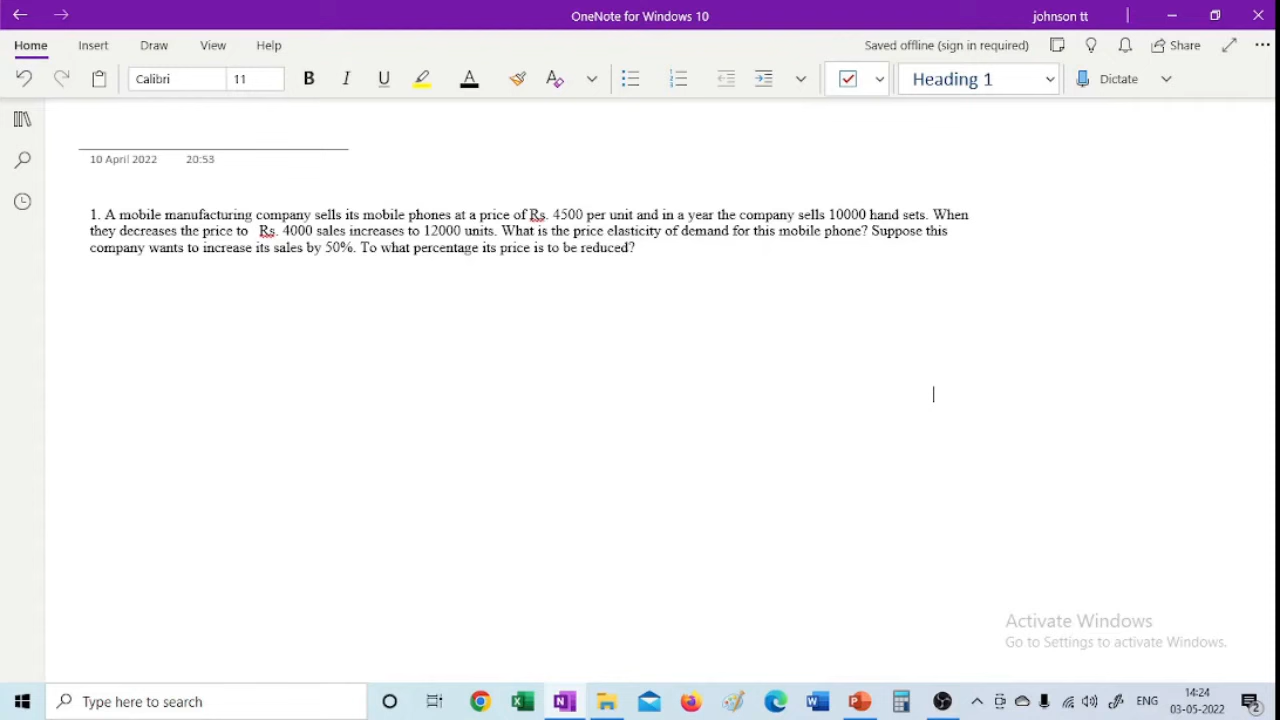 OneNote for Windows 10
johnson tt
Home Insert Draw View Help
Saved offline (sign in required)
Share
Calibri 11 B I U A A Heading 1 Dictate
10 April 2022 20:53
1. A mobile manufacturing company sells its mobile phones at a price of Rs. 4500 per unit and in a year the company sells 10000 hand sets. When
they decreases the price to Rs. 4000 sales increases to 12000 units. What is the price elasticity of demand for this mobile phone? Suppose this
company wants to increase its sales by 50%. To what percentage its price is to be reduced?
Activate Windows
Go to Settings to activate Windows.
Type here to search
ENG
14:24
03-05-2022
2